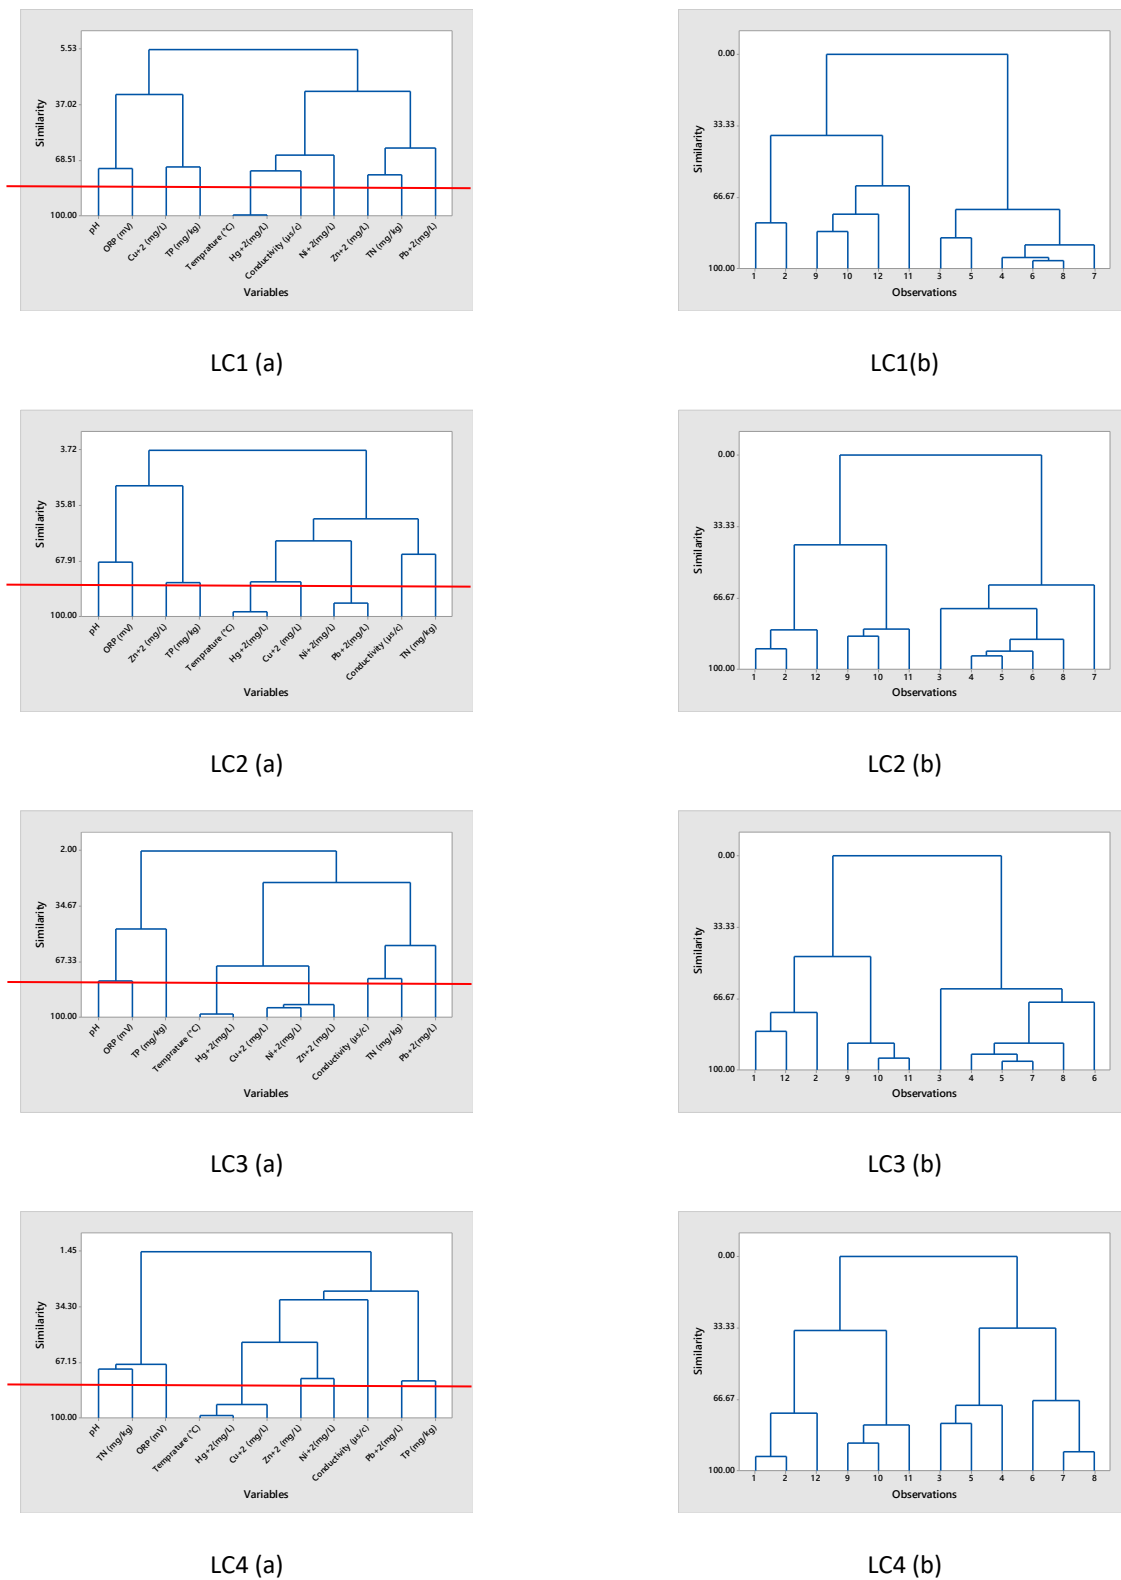 5.53
37.02
68.51
100.00
Similarity
pH
ORP (mV)
Cu+2 (mg/L)
TP (mg/kg)
Temprature (°C)
Hg+2(mg/L)
Conductivity (µs/c)
Ni+2(mg/L)
Zn+2 (mg/L)
TN (mg/kg)
Pb+2(mg/L)
Variables
LC1 (a)
0.00
33.33
66.67
100.00
Similarity
1 2 9 10 12 11 3 5 4 6 8 7
Observations
LC1(b)
3.72
35.81
67.91
100.00
Similarity
pH
ORP (mV)
Zn+2 (mg/L)
TP (mg/kg)
Temprature (°C)
Hg+2(mg/L)
Cu+2 (mg/L)
Ni+2(mg/L)
Pb+2(mg/L)
Conductivity (µs/c)
TN (mg/kg)
Variables
LC2 (a)
0.00
33.33
66.67
100.00
Similarity
1 2 12 9 10 11 3 4 5 6 8 7
Observations
LC2 (b)
2.00
34.67
67.33
100.00
Similarity
pH
ORP (mV)
TP (mg/kg)
Temprature (°C)
Hg+2(mg/L)
Cu+2 (mg/L)
Ni+2(mg/L)
Zn+2 (mg/L)
Conductivity (µs/c)
TN (mg/kg)
Pb+2(mg/L)
Variables
LC3 (a)
0.00
33.33
66.67
100.00
Similarity
1 12 2 9 10 11 3 4 5 7 8 6
Observations
LC3 (b)
1.45
34.30
67.15
100.00
Similarity
pH
TN (mg/kg)
ORP (mV)
Temprature (°C)
Hg+2(mg/L)
Cu+2 (mg/L)
Zn+2 (mg/L)
Ni+2(mg/L)
Conductivity (µs/c)
Pb+2(mg/L)
TP (mg/kg)
Variables
LC4 (a)
0.00
33.33
66.67
100.00
Similarity
1 2 12 9 10 11 3 4 5 6 7 8
Observations
LC4 (b)